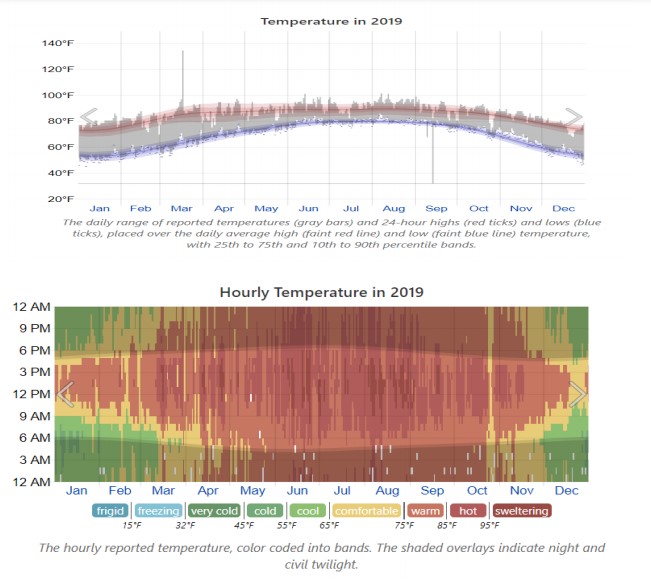 Temperature in 2019
140°F
120°F
100°F
80°F
60°F
40°F
20°F
Jan Feb Mar Apr May Jun Jul Aug Sep Oct Nov Dec
The daily range of reported temperatures (gray bars) and 24-hour highs (red ticks) and lows (blue
ticks), placed over the daily average high (faint red line) and low (faint blue line) temperature,
with 25th to 75th and 10th to 90th percentile bands.
Hourly Temperature in 2019
12 AM
9 PM
6 PM
3 PM
12 PM
9 AM
6 AM
3 AM
12 AM
Jan Feb Mar Apr May Jun Jul Aug Sep Oct Nov Dec
frigid freezing very cold cold cool comfortable warm hot sweltering
15°F 32°F 45°F 55°F 65°F 75°F 85°F 95°F
The hourly reported temperature, color coded into bands. The shaded overlays indicate night and
civil twilight.